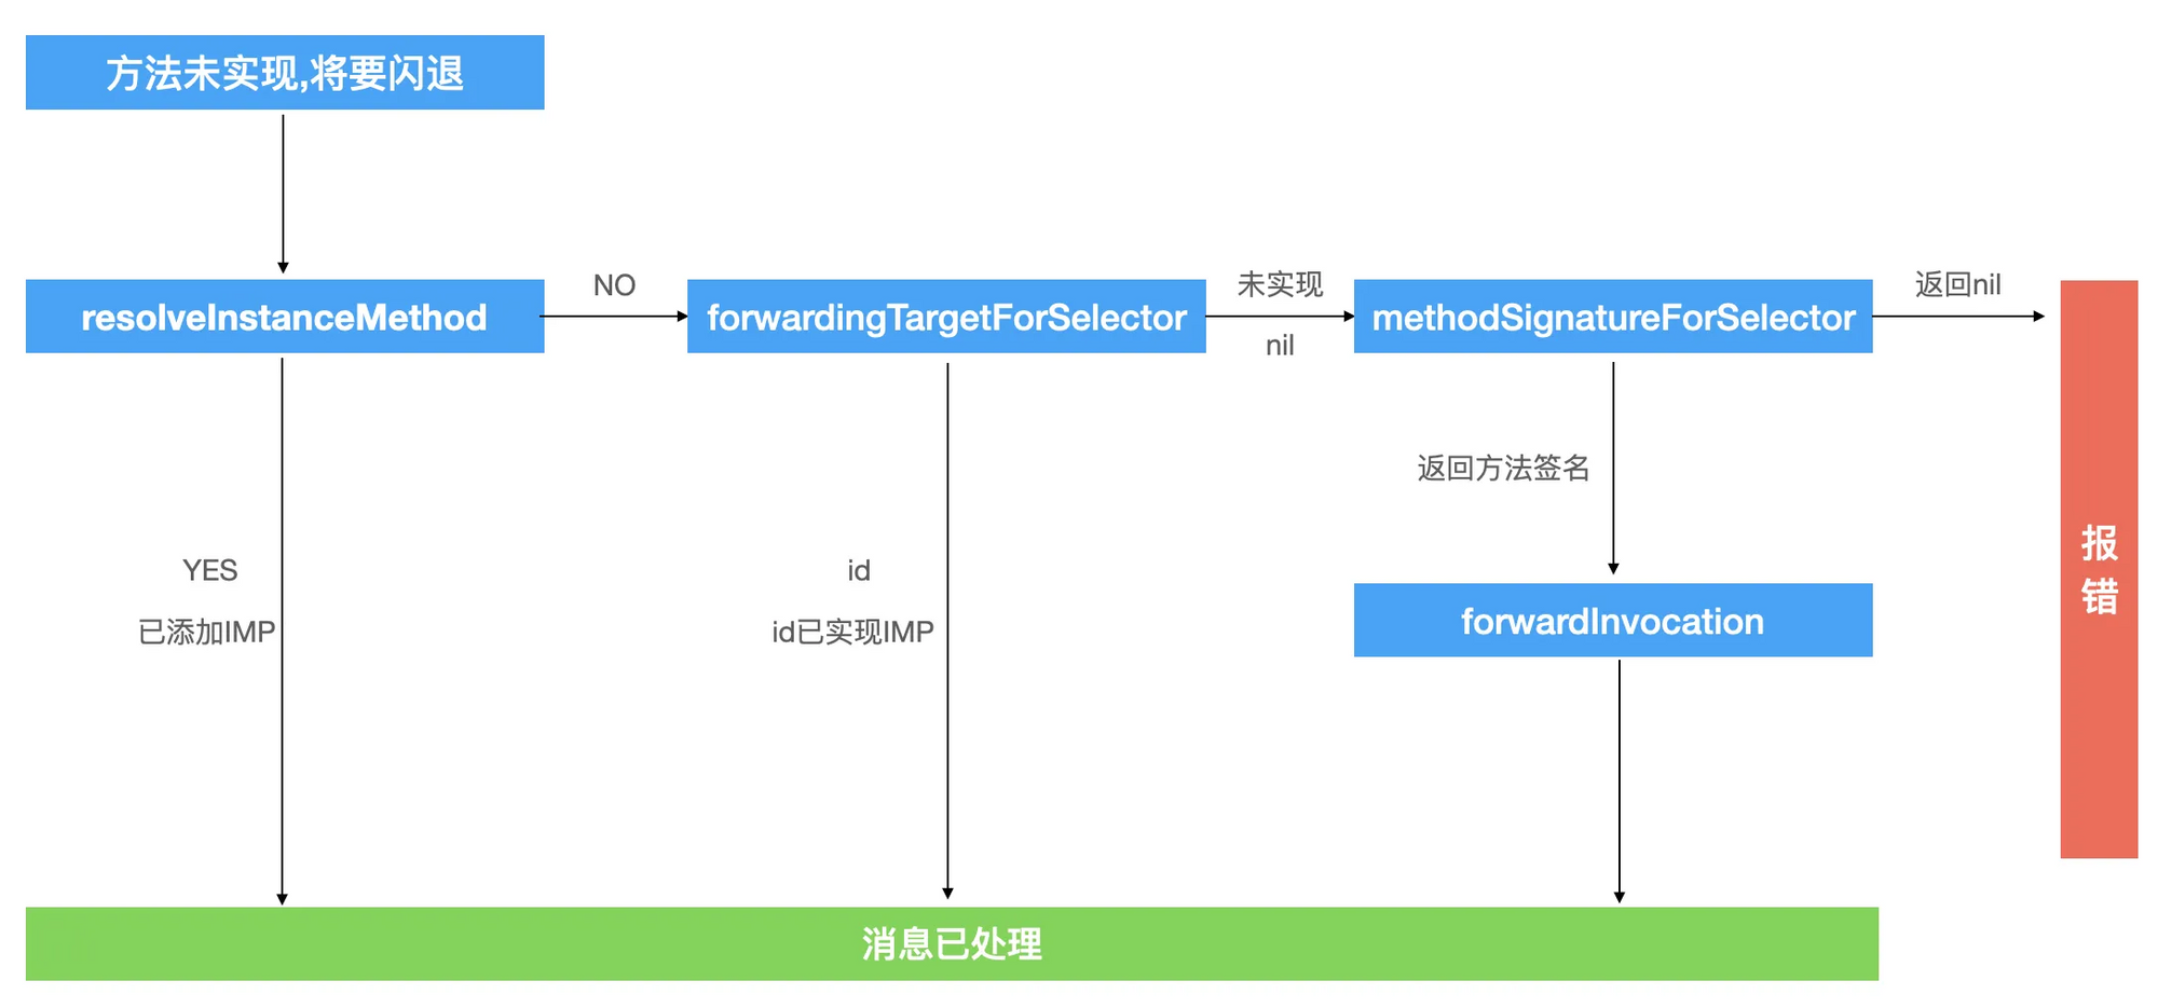 方法未实现,将要闪退
resolveInstanceMethod
NO
forwardingTargetForSelector
未实现
nil
methodSignatureForSelector
返回nil
返回方法签名
YES
已添加IMP
id
id已实现IMP
forwardInvocation
报
错
消息已处理